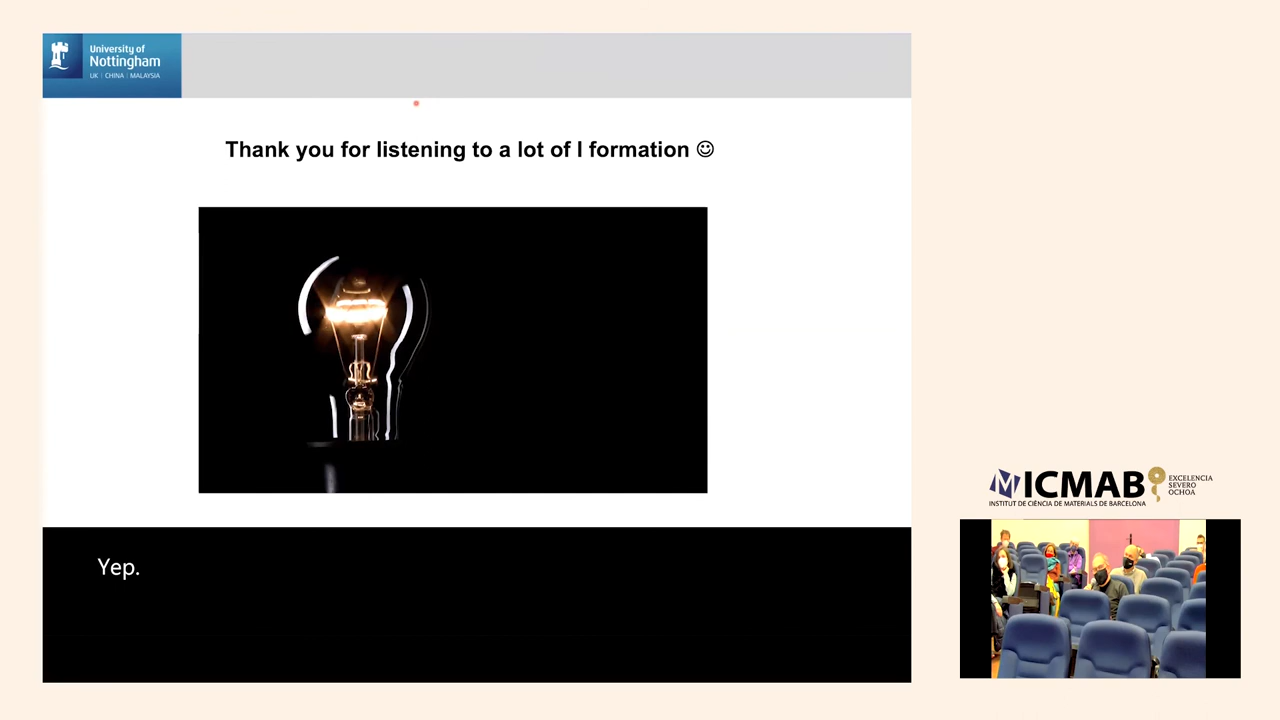 University of
Nottingham
UK | CHINA | MALAYSIA
Thank you for listening to a lot of I formation ☺
Yep.
ICMAB
EXCELENCIA
SEVERO
OCHOA
INSTITUT DE CIÈNCIA DE MATERIALS DE BARCELONA